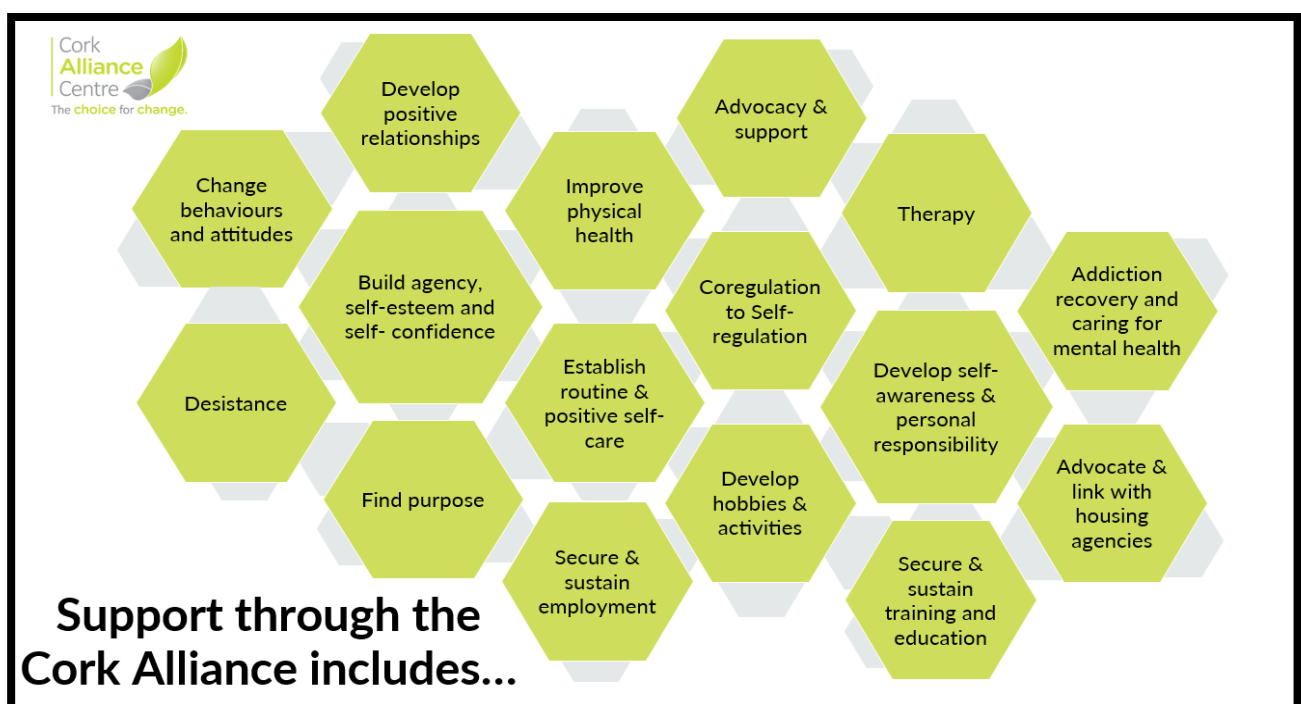 Cork
Alliance
Centre
The choice for change.
Develop
positive
relationships
Advocacy &
support
Change
behaviours
and attitudes
Improve
physical
health
Therapy
Build agency,
self-esteem and
self- confidence
Coregulation
to Self-
regulation
Addiction
recovery and
caring for
mental health
Desistance
Establish
routine &
positive self-
care
Develop self-
awareness &
personal
responsibility
Find purpose
Develop
hobbies &
activities
Advocate &
link with
housing
agencies
Secure &
sustain
employment
Secure &
sustain
training and
education
Support through the
Cork Alliance includes...